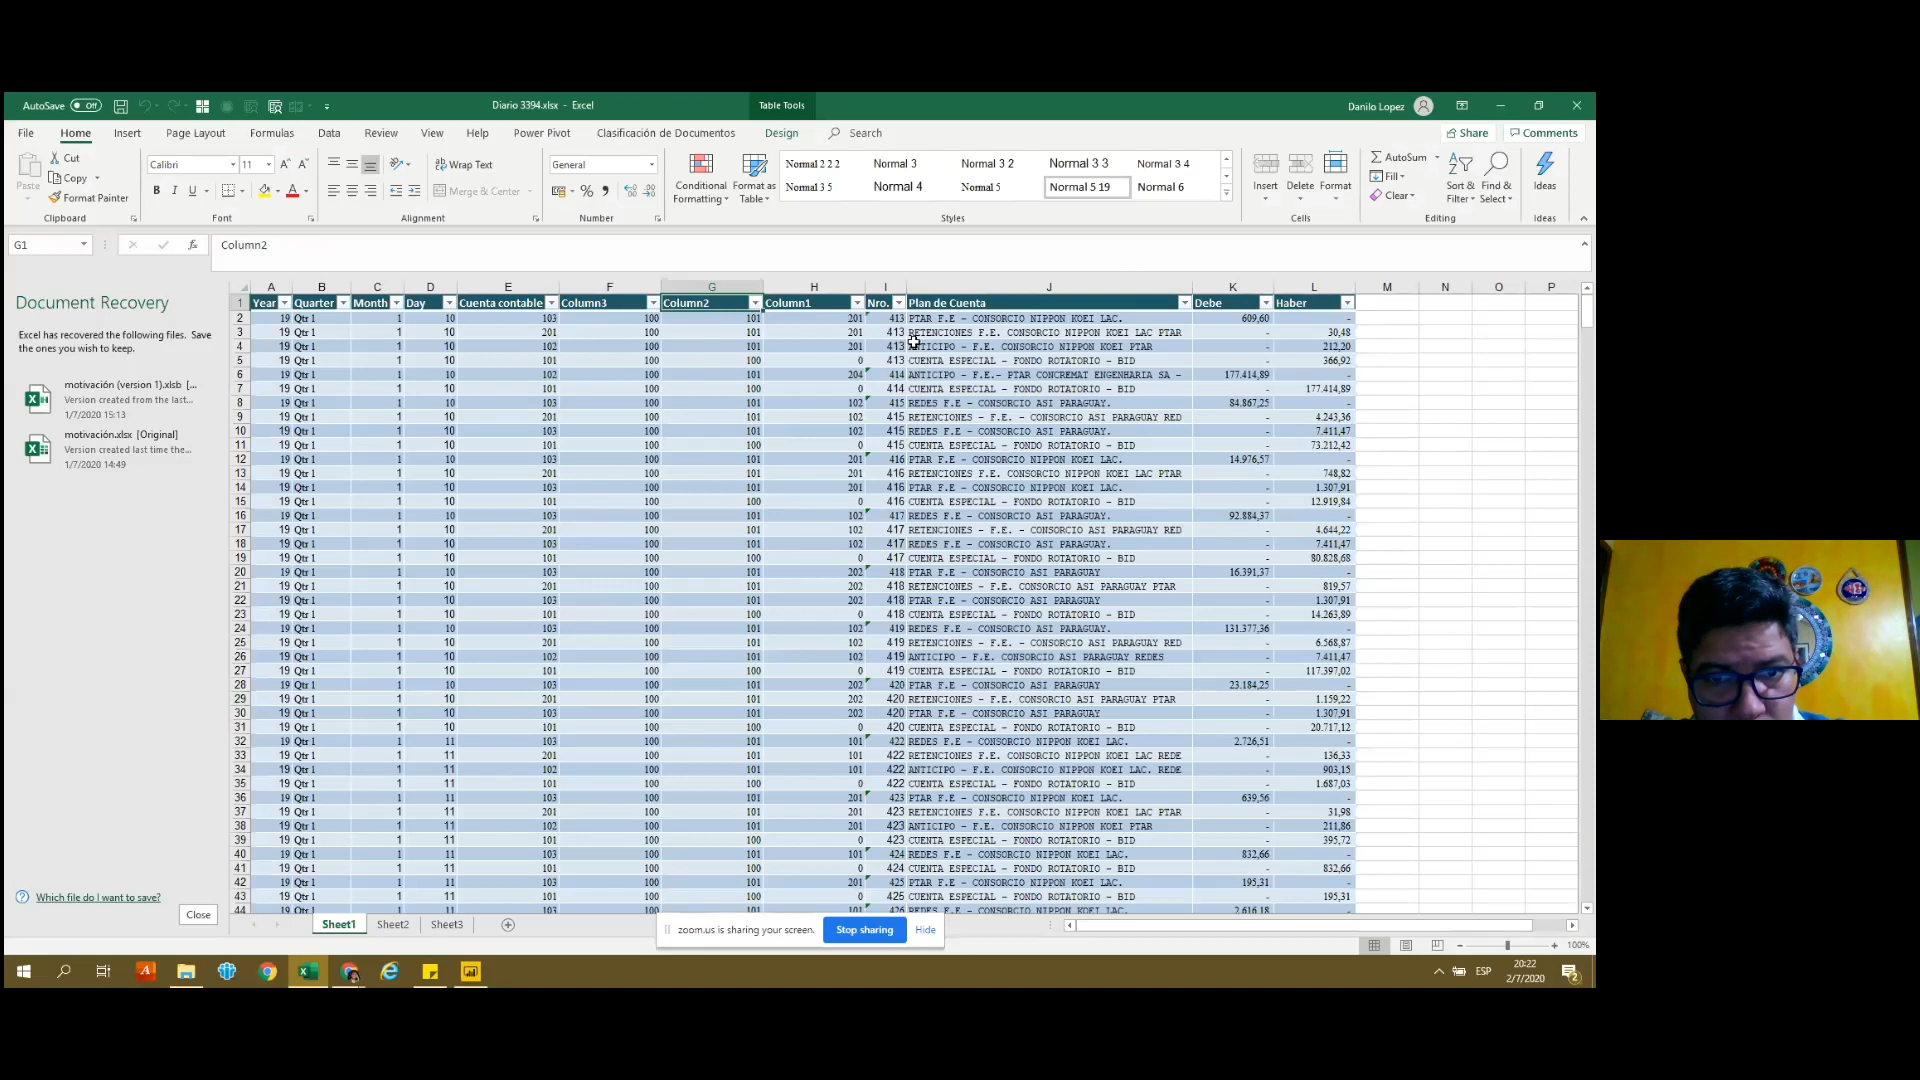 AutoSave Off Diario 3394.xlsx - Excel Table Tools Danilo Lopez
File Home Insert Page Layout Formulas Data Review View Help Power Pivot Clasificación de Documentos Design Search Share Comments
Paste Cut Copy Format Painter Clipboard
Calibri 11 B I U A Font
Wrap Text Merge & Center Alignment
General % Number
Conditional Formatting Format as Table
Normal 2 2 2 Normal 3 Normal 3 2 Normal 3 3 Normal 3 4
Normal 3 5 Normal 4 Normal 5 Normal 5 19 Normal 6
Styles
Insert Delete Format Cells
AutoSum Fill Clear Sort & Filter Find & Select Editing
Ideas Ideas
G1 fx Column2
Document Recovery
Excel has recovered the following files. Save
the ones you wish to keep.
motivación (version 1).xlsb [...
Version created from the last...
1/7/2020 15:13
motivación.xlsx [Original]
Version created last time the...
1/7/2020 14:49
Which file do I want to save?
Close
A B C D E F G H I J K L M N O P
1 Year Quarter Month Day Cuenta contable Column3 Column2 Column1 Nro. Plan de Cuenta Debe Haber
2 19 Qtr 1 1 10 103 100 101 201 413 PTAR F.E - CONSORCIO NIPPON KOEI LAC. 609,60 -
3 19 Qtr 1 1 10 201 100 101 201 413 RETENCIONES F.E. CONSORCIO NIPPON KOEI LAC PTAR - 30,48
4 19 Qtr 1 1 10 102 100 101 201 413 ANTICIPO - F.E. CONSORCIO NIPPON KOEI PTAR - 212,20
5 19 Qtr 1 1 10 101 100 100 0 413 CUENTA ESPECIAL - FONDO ROTATORIO - BID - 366,92
6 19 Qtr 1 1 10 102 100 101 204 414 ANTICIPO - F.E.- PTAR CONCREMAT ENGENHARIA SA - 177.414,89 -
7 19 Qtr 1 1 10 101 100 100 0 414 CUENTA ESPECIAL - FONDO ROTATORIO - BID - 177.414,89
8 19 Qtr 1 1 10 103 100 101 102 415 REDES F.E - CONSORCIO ASI PARAGUAY. 84.867,25 -
9 19 Qtr 1 1 10 201 100 101 102 415 RETENCIONES - F.E. - CONSORCIO ASI PARAGUAY RED - 4.243,36
10 19 Qtr 1 1 10 103 100 101 102 415 REDES F.E - CONSORCIO ASI PARAGUAY. - 7.411,47
11 19 Qtr 1 1 10 101 100 100 0 415 CUENTA ESPECIAL - FONDO ROTATORIO - BID - 73.212,42
12 19 Qtr 1 1 10 103 100 101 201 416 PTAR F.E - CONSORCIO NIPPON KOEI LAC. 14.976,57 -
13 19 Qtr 1 1 10 201 100 101 201 416 RETENCIONES F.E. CONSORCIO NIPPON KOEI LAC PTAR - 748,82
14 19 Qtr 1 1 10 103 100 101 201 416 PTAR F.E - CONSORCIO NIPPON KOEI LAC. - 1.307,91
15 19 Qtr 1 1 10 101 100 100 0 416 CUENTA ESPECIAL - FONDO ROTATORIO - BID - 12.919,84
16 19 Qtr 1 1 10 103 100 101 102 417 REDES F.E - CONSORCIO ASI PARAGUAY. 92.884,37 -
17 19 Qtr 1 1 10 201 100 101 102 417 RETENCIONES - F.E. - CONSORCIO ASI PARAGUAY RED - 4.644,22
18 19 Qtr 1 1 10 103 100 101 102 417 REDES F.E - CONSORCIO ASI PARAGUAY. - 7.411,47
19 19 Qtr 1 1 10 101 100 100 0 417 CUENTA ESPECIAL - FONDO ROTATORIO - BID - 80.828,68
20 19 Qtr 1 1 10 103 100 101 202 418 PTAR F.E - CONSORCIO ASI PARAGUAY 16.391,37 -
21 19 Qtr 1 1 10 201 100 101 202 418 RETENCIONES - F.E. CONSORCIO ASI PARAGUAY PTAR - 819,57
22 19 Qtr 1 1 10 103 100 101 202 418 PTAR F.E - CONSORCIO ASI PARAGUAY - 1.307,91
23 19 Qtr 1 1 10 101 100 100 0 418 CUENTA ESPECIAL - FONDO ROTATORIO - BID - 14.263,89
24 19 Qtr 1 1 10 103 100 101 102 419 REDES F.E - CONSORCIO ASI PARAGUAY. 131.377,36 -
25 19 Qtr 1 1 10 201 100 101 102 419 RETENCIONES - F.E. - CONSORCIO ASI PARAGUAY RED - 6.568,87
26 19 Qtr 1 1 10 102 100 101 102 419 ANTICIPO - F.E. CONSORCIO ASI PARAGUAY REDES - 7.411,47
27 19 Qtr 1 1 10 101 100 100 0 419 CUENTA ESPECIAL - FONDO ROTATORIO - BID - 117.397,02
28 19 Qtr 1 1 10 103 100 101 202 420 PTAR F.E - CONSORCIO ASI PARAGUAY 23.184,25 -
29 19 Qtr 1 1 10 201 100 101 202 420 RETENCIONES - F.E. CONSORCIO ASI PARAGUAY PTAR - 1.159,22
30 19 Qtr 1 1 10 103 100 101 202 420 PTAR F.E - CONSORCIO ASI PARAGUAY - 1.307,91
31 19 Qtr 1 1 10 101 100 100 0 420 CUENTA ESPECIAL - FONDO ROTATORIO - BID - 20.717,12
32 19 Qtr 1 1 11 103 100 101 101 422 REDES F.E - CONSORCIO NIPPON KOEI LAC. 2.726,51 -
33 19 Qtr 1 1 11 201 100 101 101 422 RETENCIONES F.E. CONSORCIO NIPPON KOEI LAC REDE - 136,33
34 19 Qtr 1 1 11 102 100 101 101 422 ANTICIPO - F.E. CONSORCIO NIPPON KOEI LAC. REDE - 903,15
35 19 Qtr 1 1 11 101 100 100 0 422 CUENTA ESPECIAL - FONDO ROTATORIO - BID - 1.687,03
36 19 Qtr 1 1 11 103 100 101 201 423 PTAR F.E - CONSORCIO NIPPON KOEI LAC. 639,56 -
37 19 Qtr 1 1 11 201 100 101 201 423 RETENCIONES F.E. CONSORCIO NIPPON KOEI LAC PTAR - 31,98
38 19 Qtr 1 1 11 102 100 101 201 423 ANTICIPO - F.E. CONSORCIO NIPPON KOEI PTAR - 211,86
39 19 Qtr 1 1 11 101 100 100 0 423 CUENTA ESPECIAL - FONDO ROTATORIO - BID - 395,72
40 19 Qtr 1 1 11 103 100 101 101 424 REDES F.E - CONSORCIO NIPPON KOEI LAC. 832,66 -
41 19 Qtr 1 1 11 101 100 100 0 424 CUENTA ESPECIAL - FONDO ROTATORIO - BID - 832,66
42 19 Qtr 1 1 11 103 100 101 201 425 PTAR F.E - CONSORCIO NIPPON KOEI LAC. 195,31 -
43 19 Qtr 1 1 11 101 100 100 0 425 CUENTA ESPECIAL - FONDO ROTATORIO - BID - 195,31
44 19 Qtr 1 1 11 103 100 101 101 426 REDES F.E - CONSORCIO NIPPON KOEI LAC. 2.616,18 -
Sheet1 Sheet2 Sheet3
zoom.us is sharing your screen. Stop sharing Hide
100%
ESP 20:22
2/7/2020 2